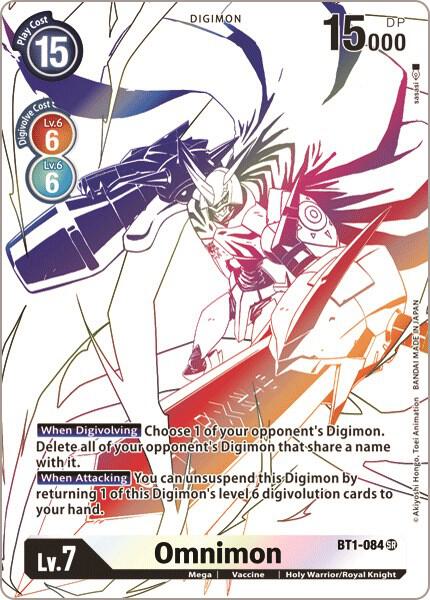 DIGIMON
Play Cost
15
DP
15000
sasasi
Digivolve Cost
Lv.6
6
Lv.6
6
When Digivolving Choose 1 of your opponent's Digimon.
Delete all of your opponent's Digimon that share a name
with it.
When Attacking You can unsuspend this Digimon by
returning 1 of this Digimon's level 6 digivolution cards to
your hand.
©Akiyoshi Hongo, Toei Animation BANDAI MADE IN JAPAN
Lv.7
Omnimon
BT1-084 SR
Mega | Vaccine | Holy Warrior/Royal Knight